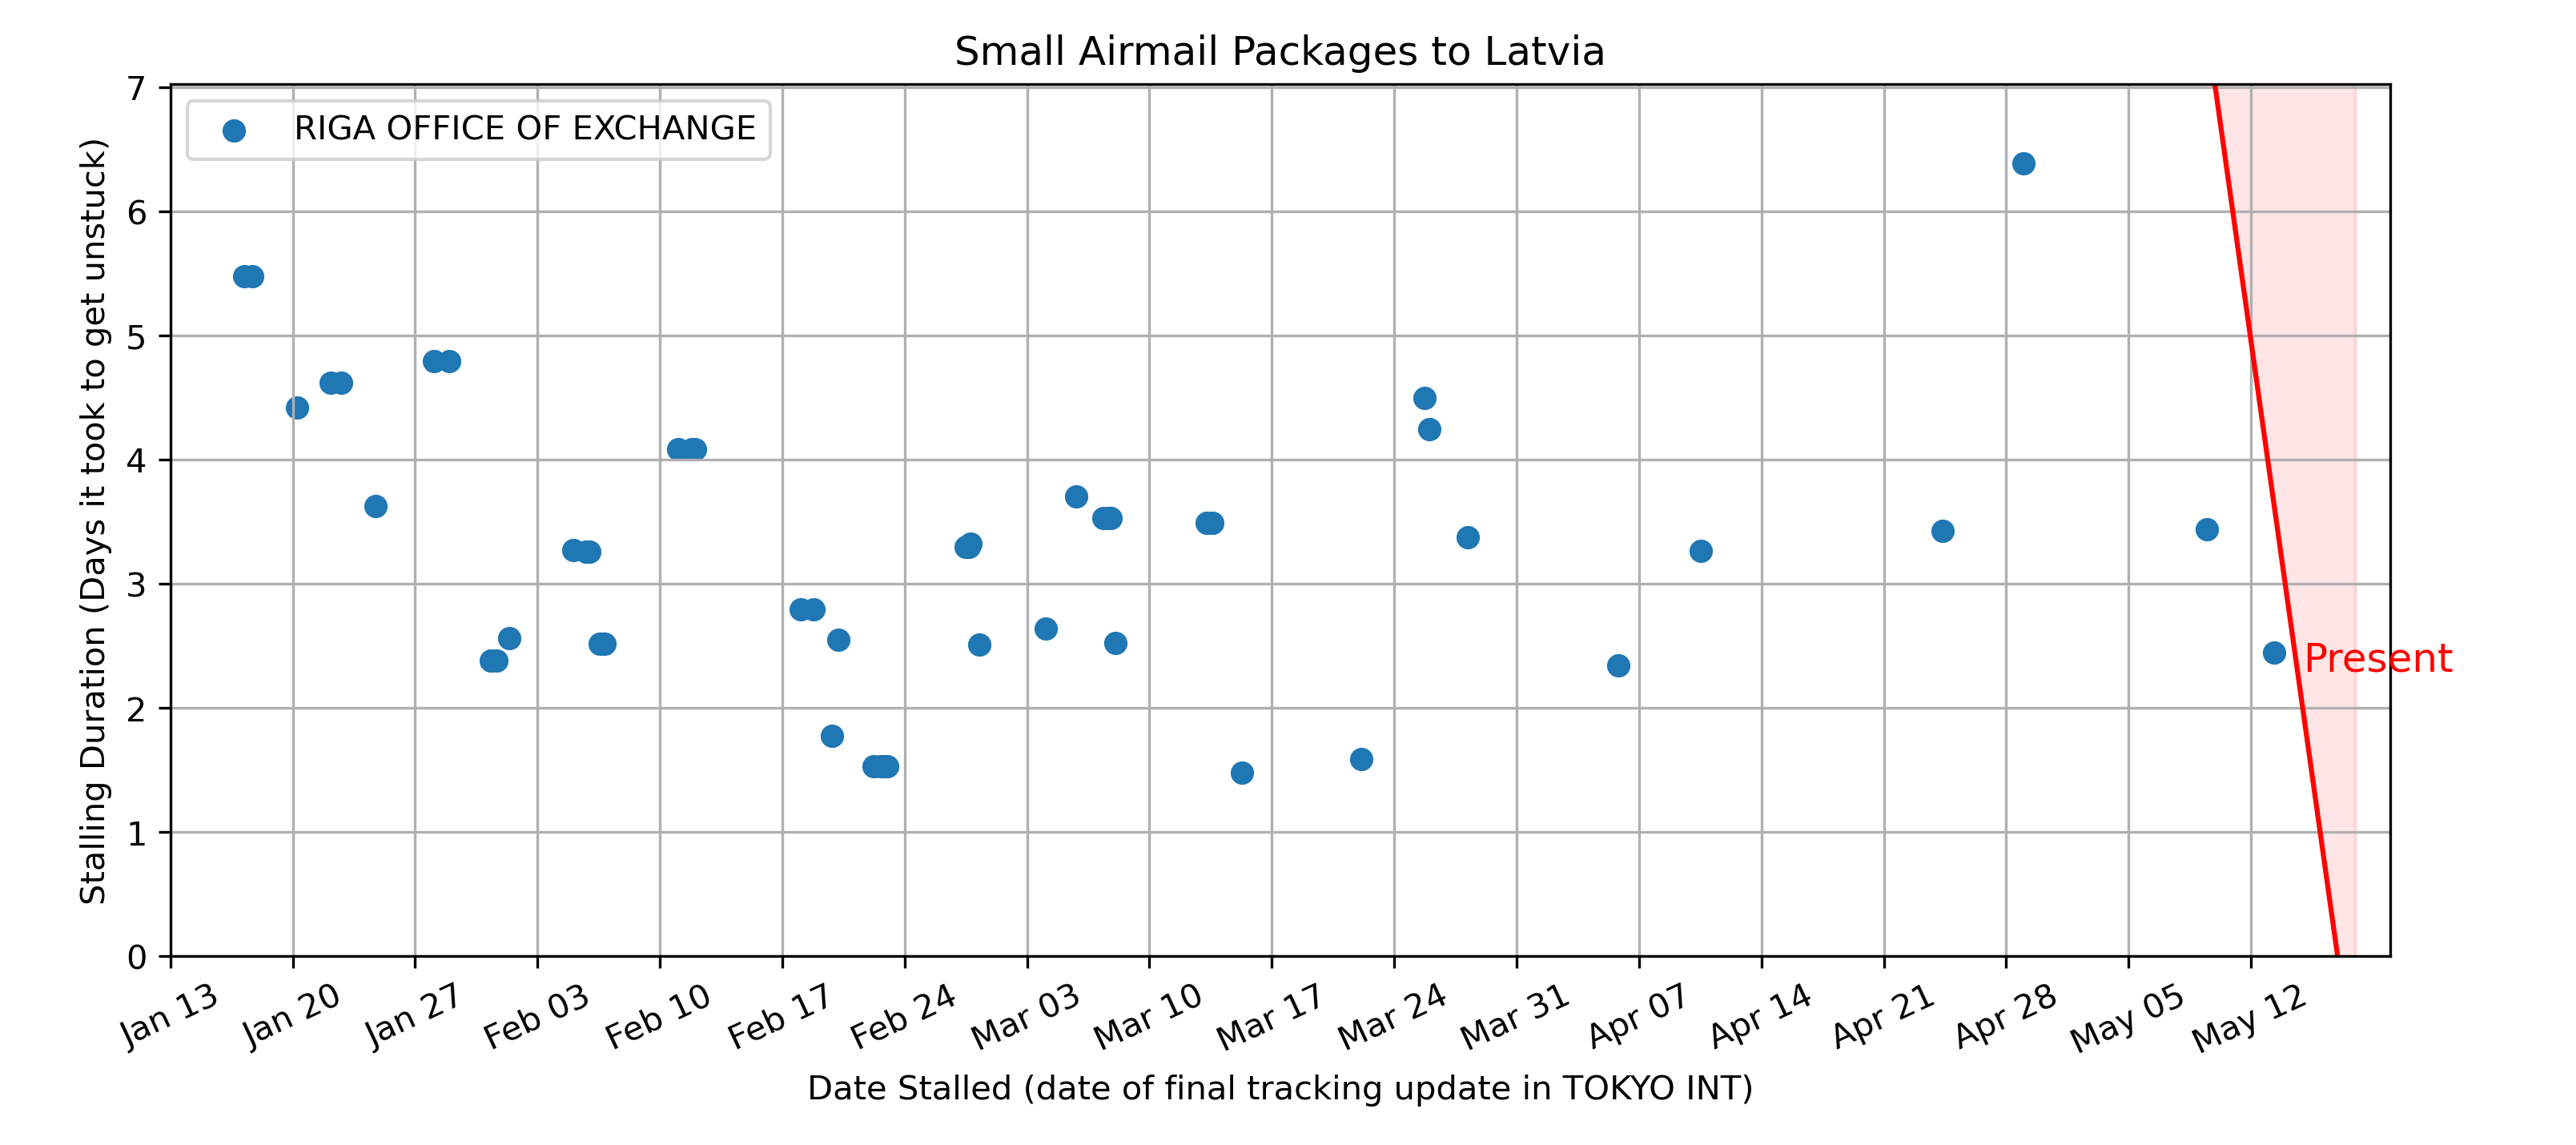 Small Airmail Packages to Latvia
RIGA OFFICE OF EXCHANGE
Stalling Duration (Days it took to get unstuck)
7
6
5
4
3
2
1
0
Present
Jan 13
Jan 20
Jan 27
Feb 03
Feb 10
Feb 17
Feb 24
Mar 03
Mar 10
Mar 17
Mar 24
Mar 31
Apr 07
Apr 14
Apr 21
Apr 28
May 05
May 12
Date Stalled (date of final tracking update in TOKYO INT)